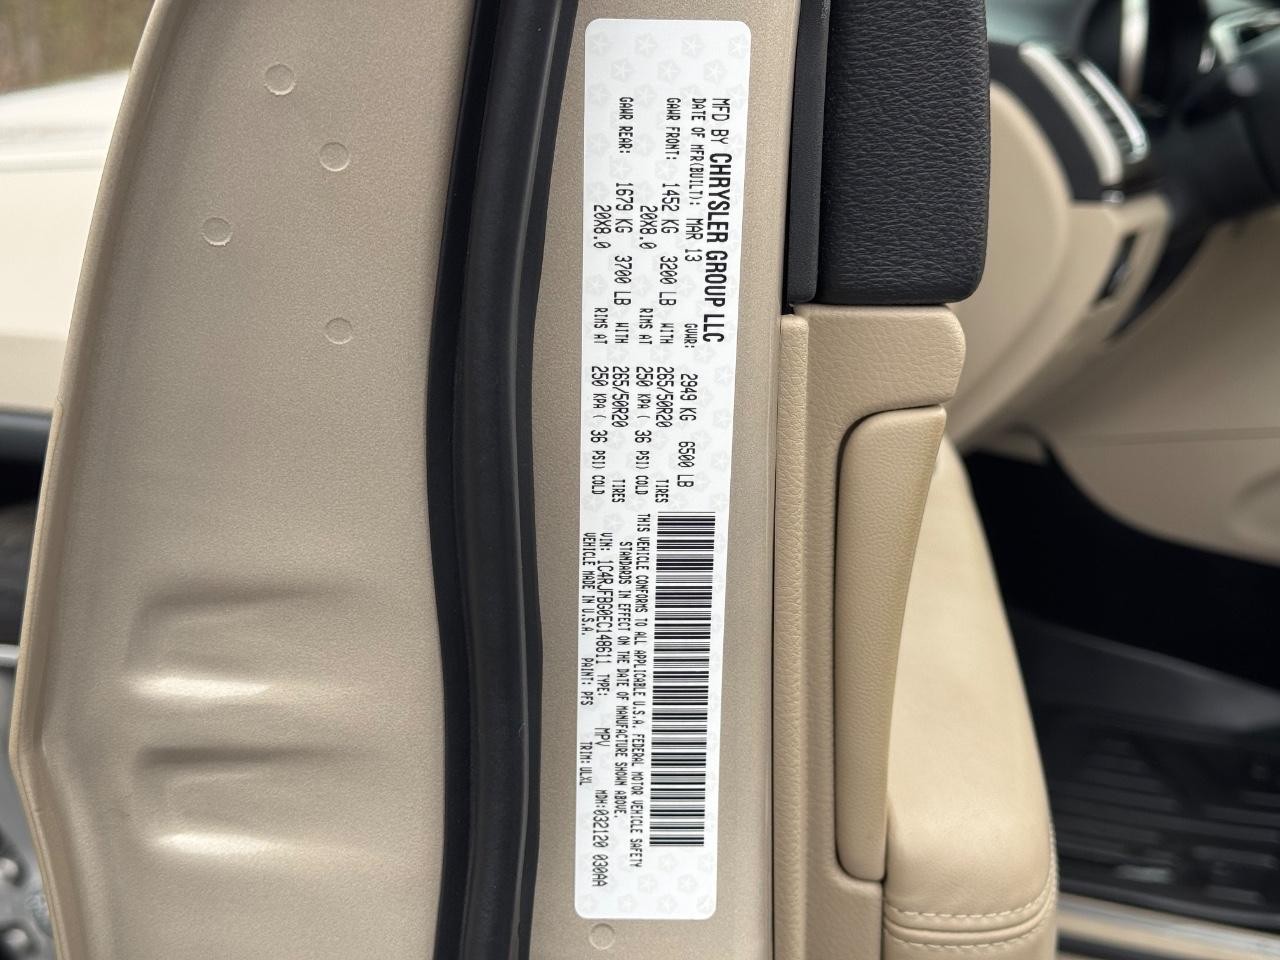 MFD BY CHRYSLER GROUP LLC
DATE OF MFR(BUILT): MAR 13 GVWR: 2949 KG 6500 LB
GAWR FRONT: 1452 KG 3200 LB WITH 265/50R20 TIRES
20X8.0 RIMS AT 250 KPA ( 36 PSI) COLD
GAWR REAR: 1679 KG 3700 LB WITH 265/50R20 TIRES
20X8.0 RIMS AT 250 KPA ( 36 PSI) COLD
THIS VEHICLE CONFORMS TO ALL APPLICABLE U.S.A. FEDERAL MOTOR VEHICLE SAFETY
STANDARDS IN EFFECT ON THE DATE OF MANUFACTURE SHOWN ABOVE.
VIN: 1C4RJFBG0EC148611 TYPE: MPV MDH:032120 030AA
VEHICLE MADE IN U.S.A. PAINT: PFS TRIM: ULXL